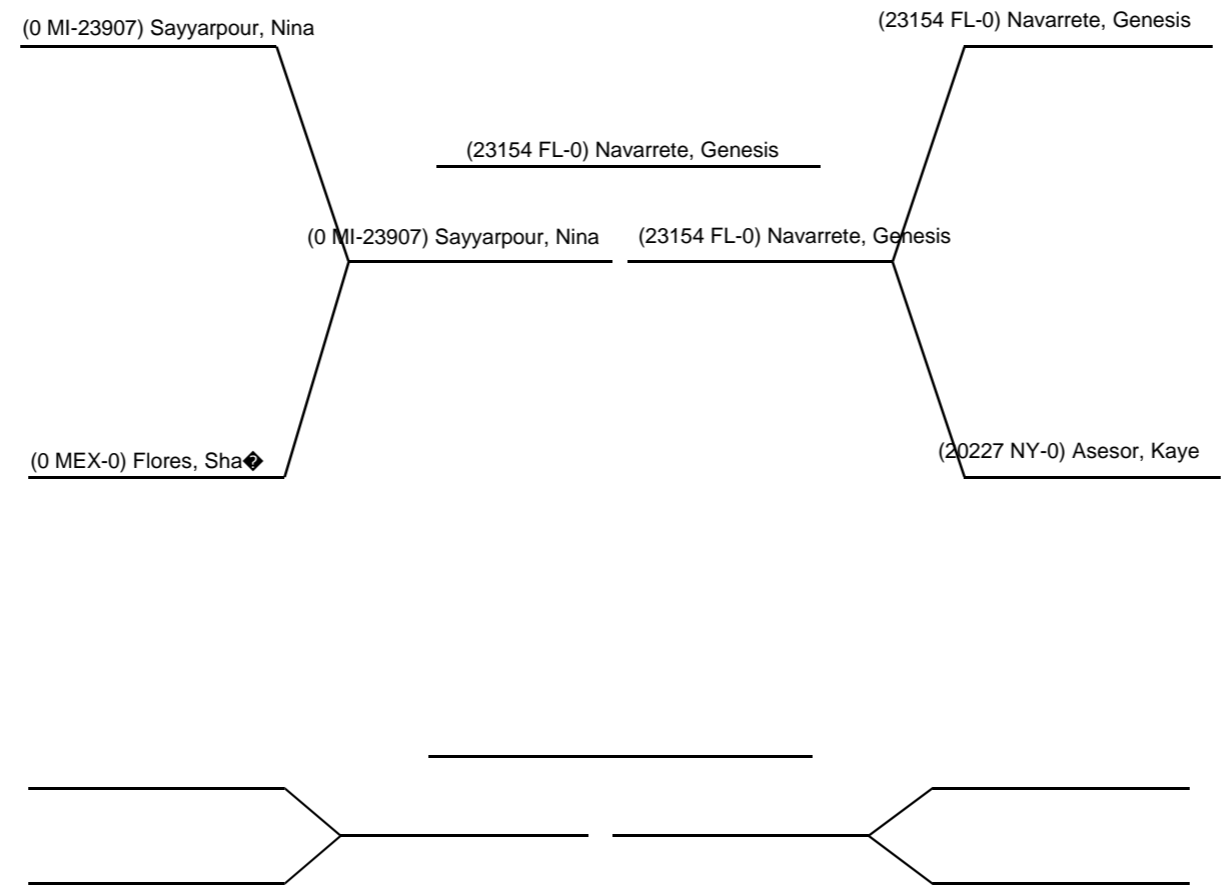 (0 MI-23907) Sayyarpour, Nina
(23154 FL-0) Navarrete, Genesis
(23154 FL-0) Navarrete, Genesis
(0 MI-23907) Sayyarpour, Nina
(23154 FL-0) Navarrete, Genesis
(0 MEX-0) Flores, Sha�
(20227 NY-0) Asesor, Kaye